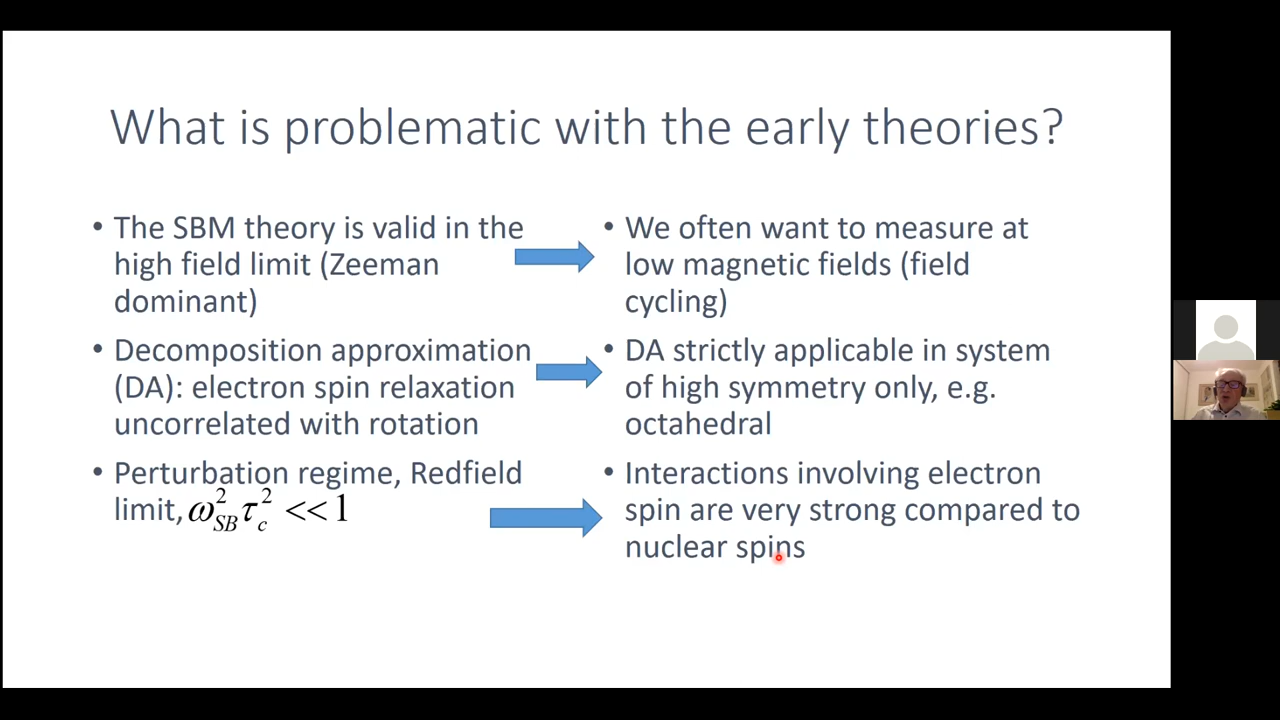 What is problematic with the early theories?
• The SBM theory is valid in the
high field limit (Zeeman
dominant)
• Decomposition approximation
(DA): electron spin relaxation
uncorrelated with rotation
• Perturbation regime, Redfield
limit, ω²_SB τ²_c << 1
• We often want to measure at
low magnetic fields (field
cycling)
• DA strictly applicable in system
of high symmetry only, e.g.
octahedral
• Interactions involving electron
spin are very strong compared to
nuclear spins